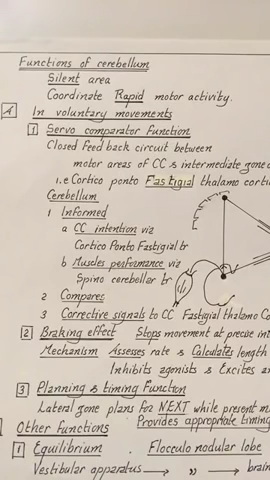 Functions of cerebellum
Silent area
Coordinate Rapid motor activity.
A In voluntary movements
1 Servo comparator function
Closed feed back circuit between
motor areas of CC & intermediate zone
i.e Cortico ponto Fastigial thalamo
Cerebellum
1 Informed
a CC intention via
Cortico Ponto Fastigial tr
b Muscles performance via
Spino cerebellar tr
2 Compares
3 Corrective signals to CC Fastigial thalamo
2 Braking effect Stops movement at precise
Mechanism Assesses rate & Calculates length
Inhibits agonists & Excites
3 Planning & timing Function
Lateral zone plans for NEXT while present
Provides appropriate timing
Other functions
1 Equilibrium . Flocculo nodular lobe
Vestibular apparatus → " →